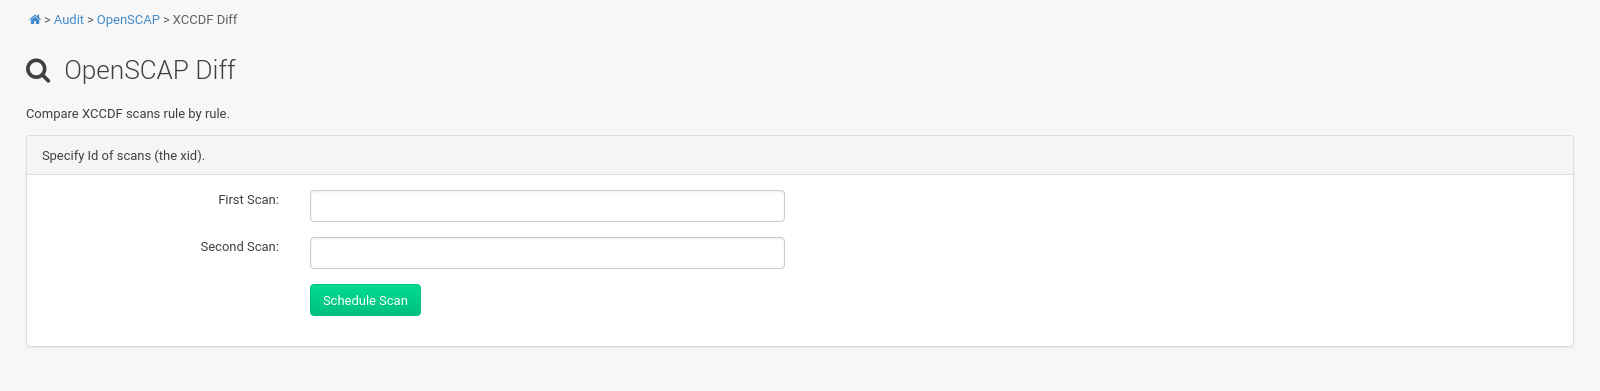 > Audit > OpenSCAP > XCCDF Diff
OpenSCAP Diff
Compare XCCDF scans rule by rule.
Specify Id of scans (the xid).
First Scan:
Second Scan:
Schedule Scan